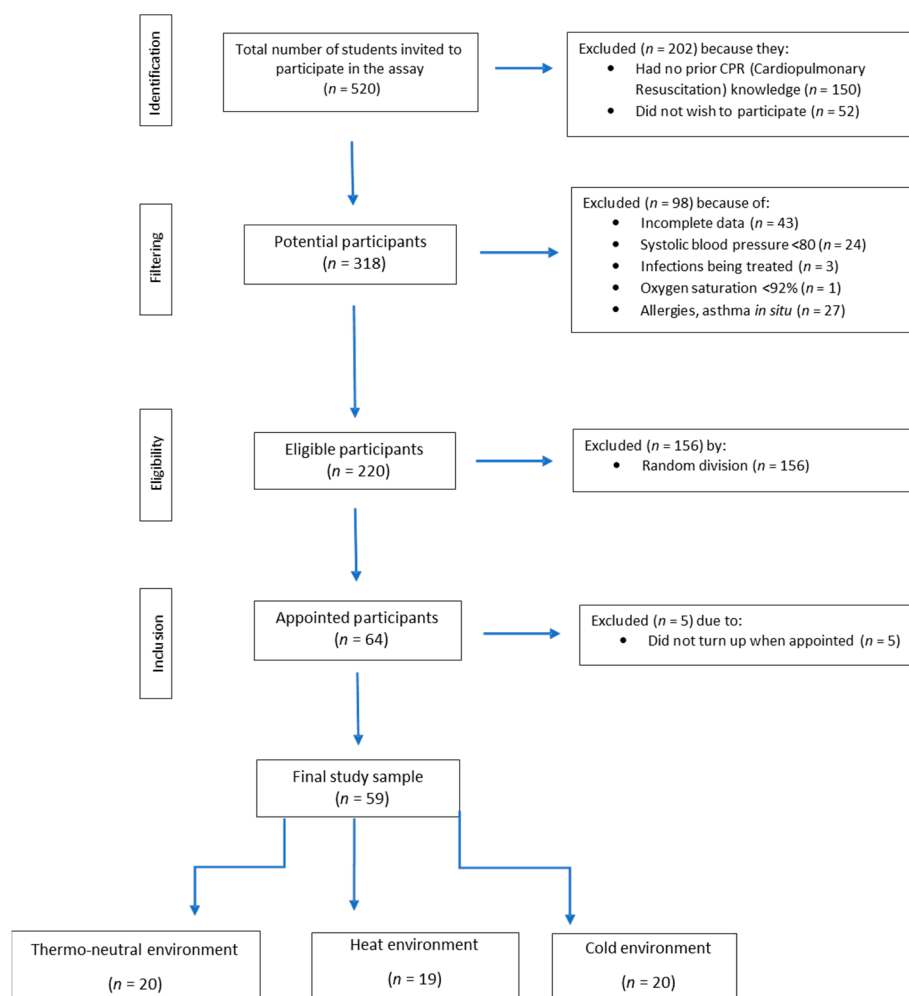 Identification
Total number of students invited to
participate in the assay
(n = 520)
Excluded (n = 202) because they:
• Had no prior CPR (Cardiopulmonary
Resuscitation) knowledge (n = 150)
• Did not wish to participate (n = 52)
Filtering
Potential participants
(n = 318)
Excluded (n = 98) because of:
• Incomplete data (n = 43)
• Systolic blood pressure <80 (n = 24)
• Infections being treated (n = 3)
• Oxygen saturation <92% (n = 1)
• Allergies, asthma in situ (n = 27)
Eligibility
Eligible participants
(n = 220)
Excluded (n = 156) by:
• Random division (n = 156)
Inclusion
Appointed participants
(n = 64)
Excluded (n = 5) due to:
• Did not turn up when appointed (n = 5)
Final study sample
(n = 59)
Thermo-neutral environment
(n = 20)
Heat environment
(n = 19)
Cold environment
(n = 20)